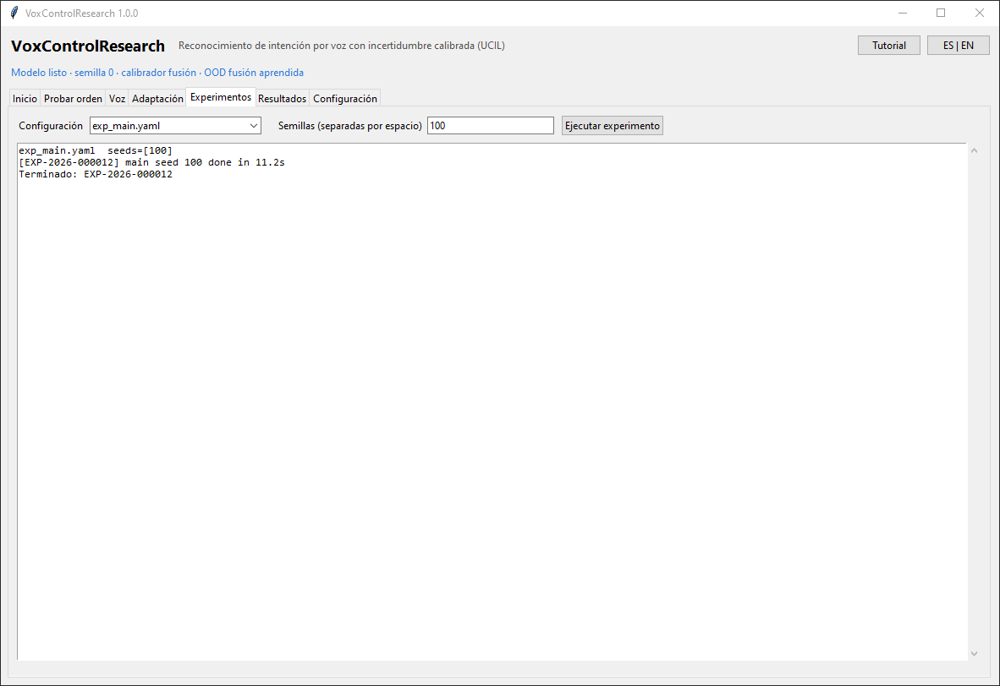 VoxControlResearch 1.0.0
VoxControlResearch Reconocimiento de intención por voz con incertidumbre calibrada (UCIL) Tutorial ES | EN
Modelo listo · semilla 0 · calibrador fusión · OOD fusión aprendida
Inicio Probar orden Voz Adaptación Experimentos Resultados Configuración
Configuración exp_main.yaml Semillas (separadas por espacio) 100 Ejecutar experimento
exp_main.yaml  seeds=[100]
[EXP-2026-000012] main seed 100 done in 11.2s
Terminado: EXP-2026-000012